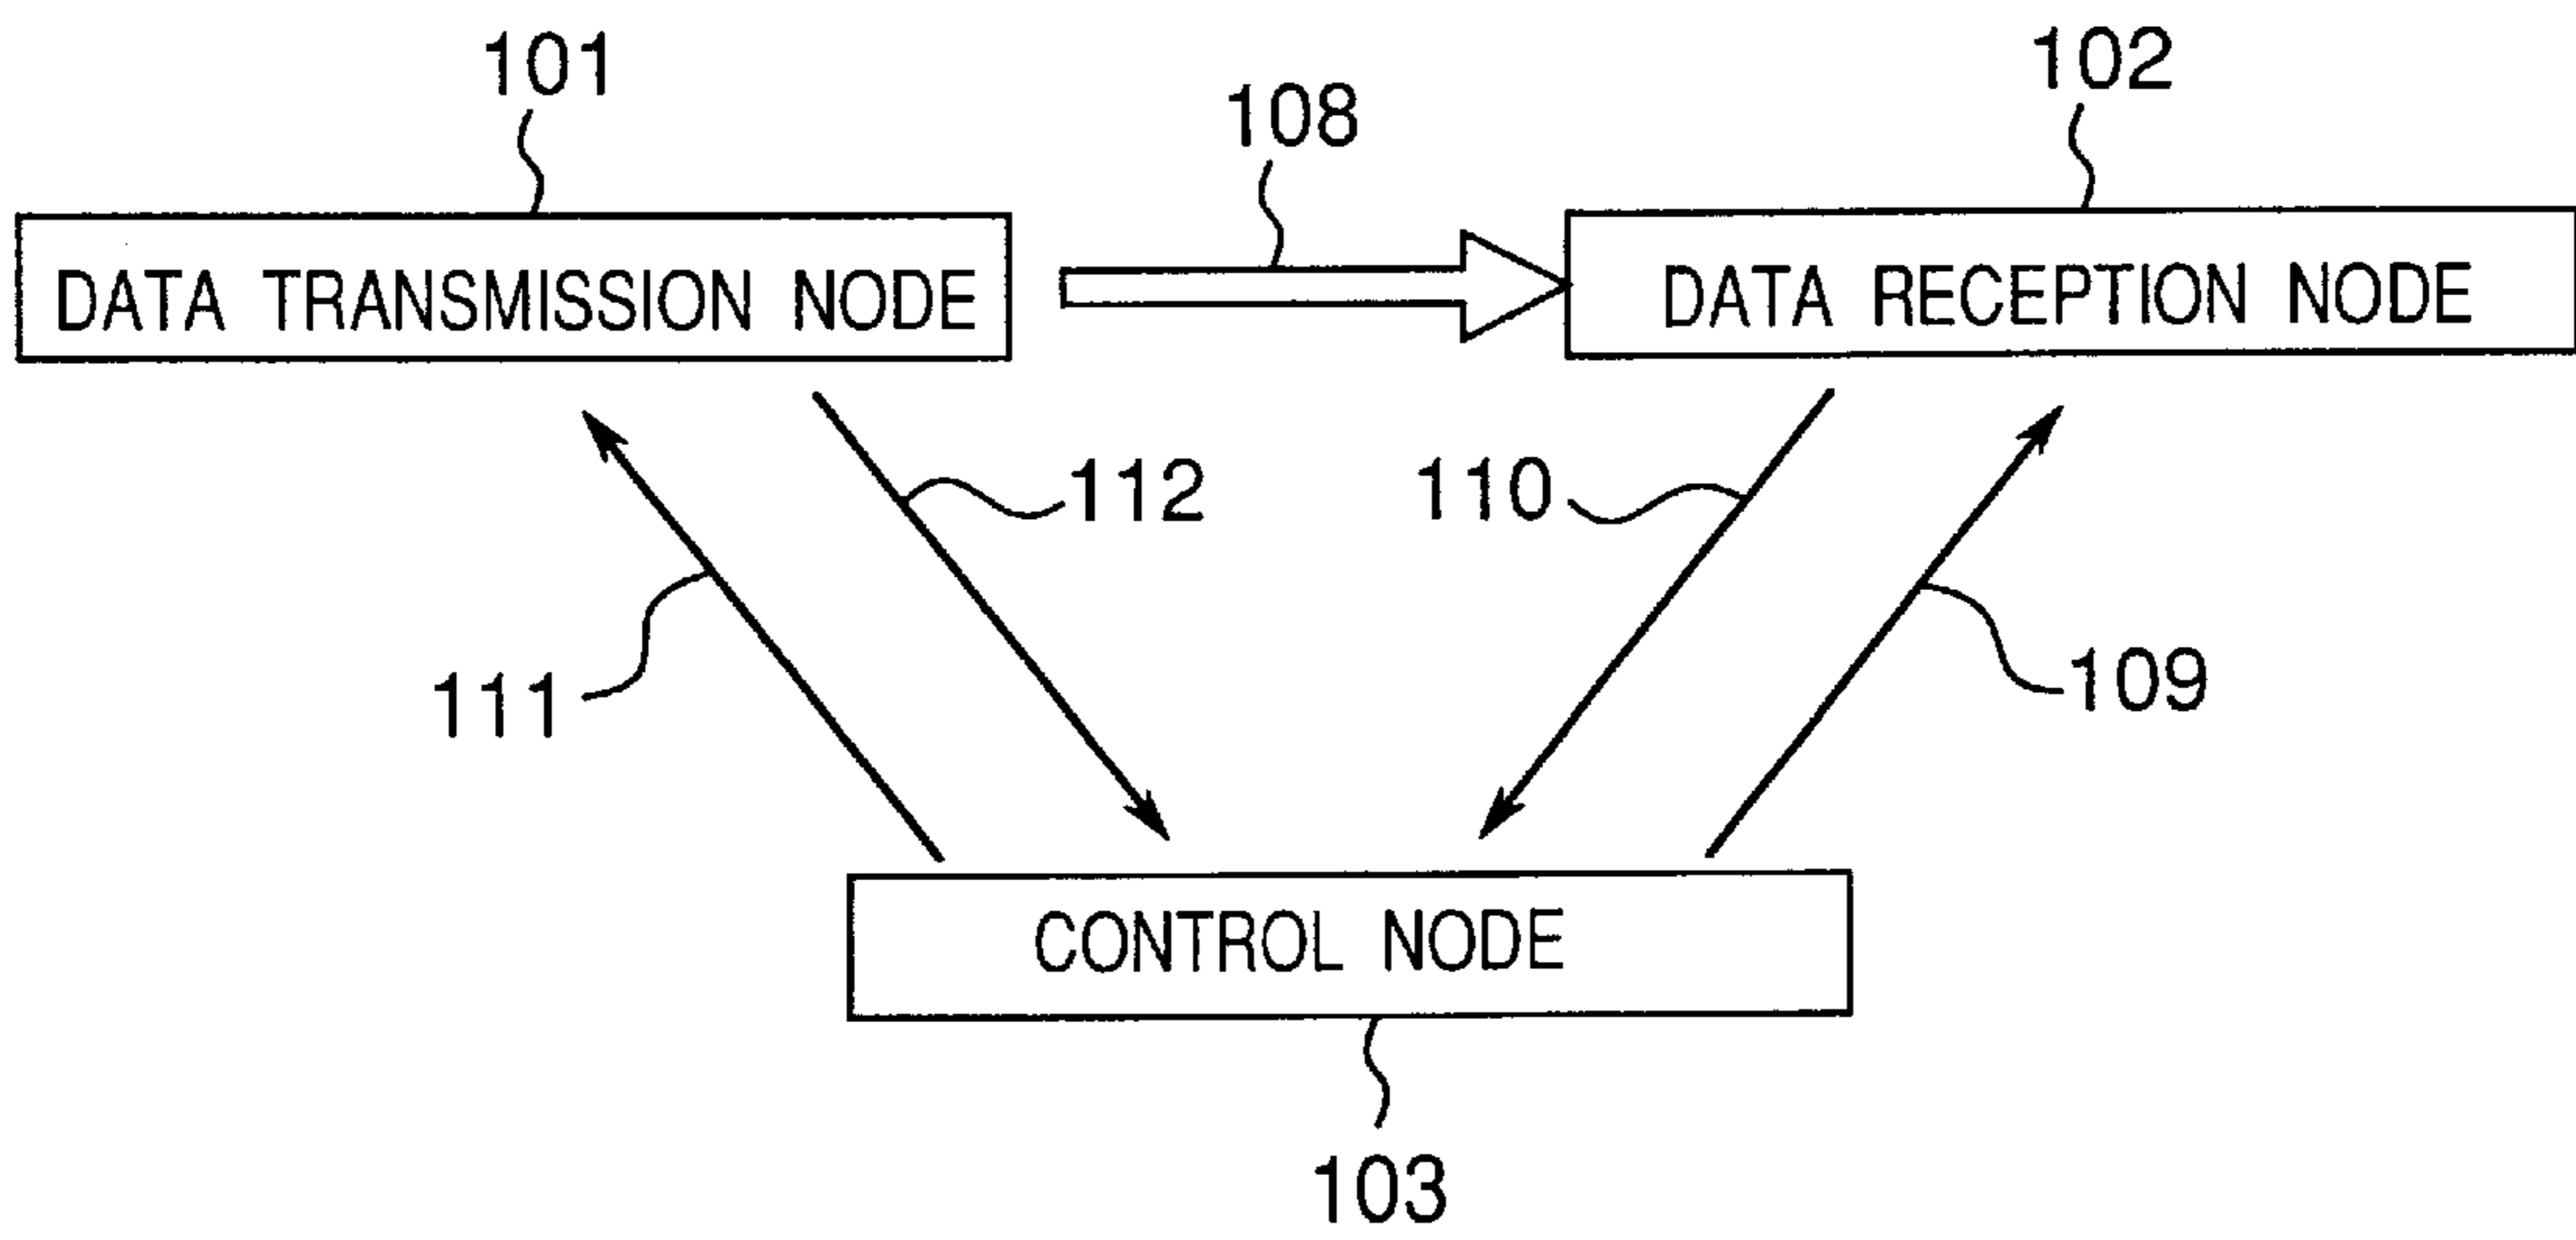 101
102
108
DATA TRANSMISSION NODE
DATA RECEPTION NODE
112
110
111
109
CONTROL NODE
103